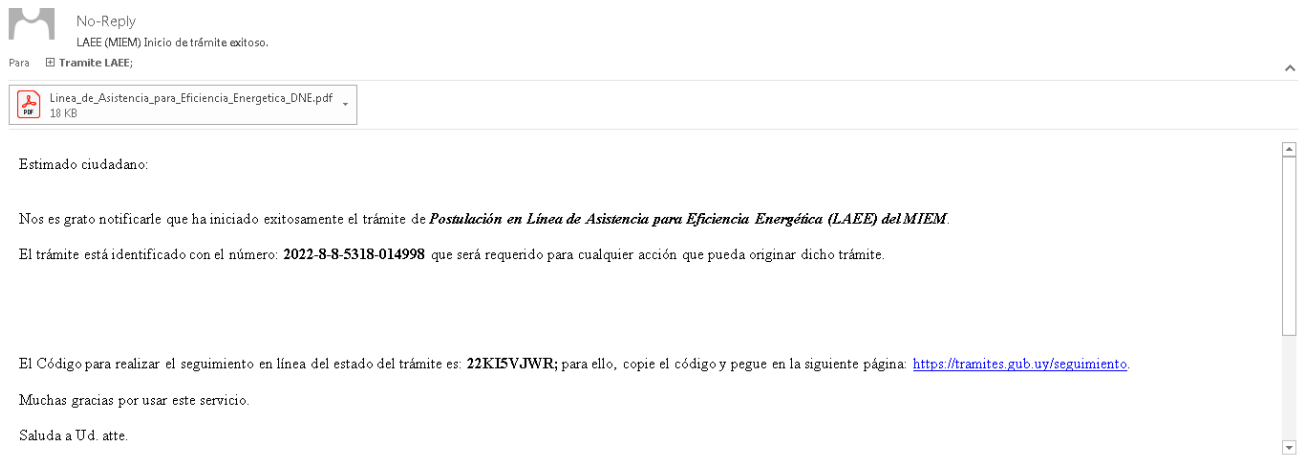 No-Reply
LAEE (MIEM) Inicio de trámite exitoso.
Para Tramite LAEE;
Linea_de_Asistencia_para_Eficiencia_Energetica_DNE.pdf
PDF
18 KB
Estimado ciudadano:
Nos es grato notificarle que ha iniciado exitosamente el trámite de Postulación en Línea de Asistencia para Eficiencia Energética (LAEE) del MIEM.
El trámite está identificado con el número: 2022-8-8-5318-014998 que será requerido para cualquier acción que pueda originar dicho trámite.
El Código para realizar el seguimiento en línea del estado del trámite es: 22KI5VJWR; para ello, copie el código y pegue en la siguiente página: https://tramites.gub.uy/seguimiento.
Muchas gracias por usar este servicio.
Saluda a Ud. atte.